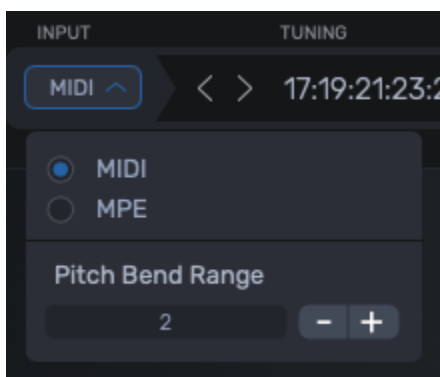 INPUT TUNING
MIDI 17:19:21:23:
MIDI
MPE
Pitch Bend Range
2 - +